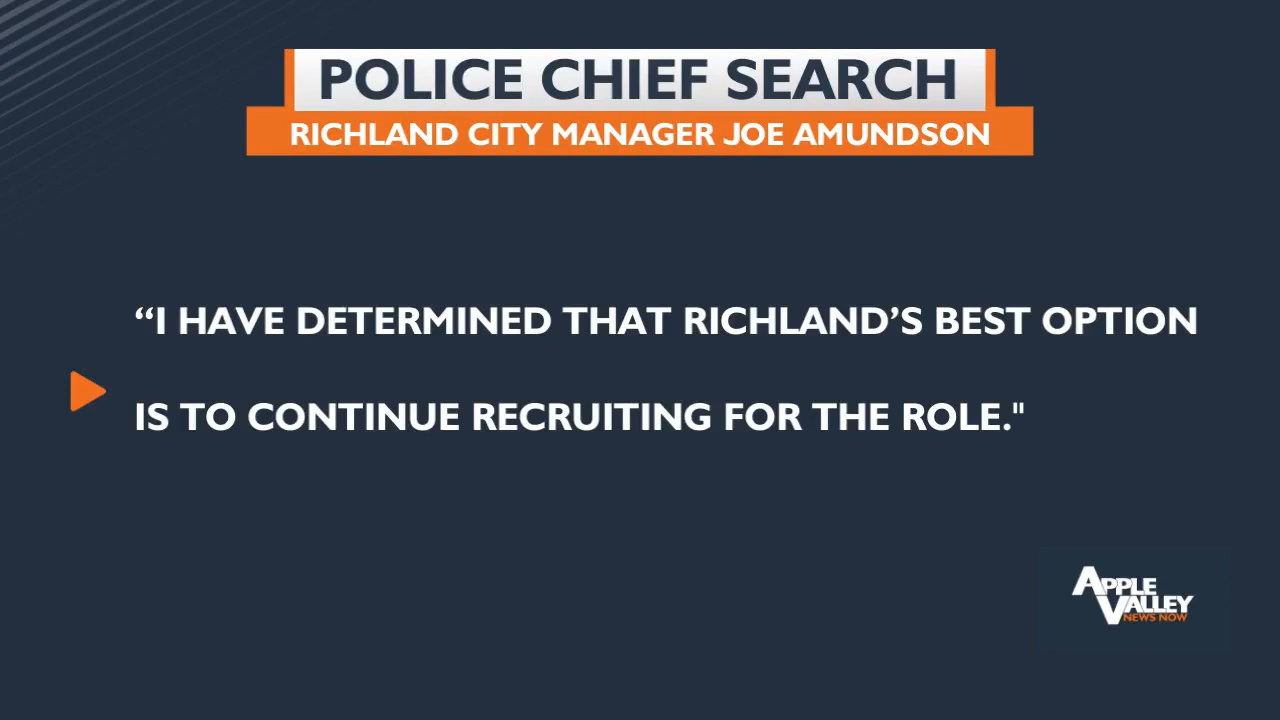 POLICE CHIEF SEARCH
RICHLAND CITY MANAGER JOE AMUNDSON
“I HAVE DETERMINED THAT RICHLAND’S BEST OPTION
IS TO CONTINUE RECRUITING FOR THE ROLE."
APPLE
VALLEY
NEWS NOW